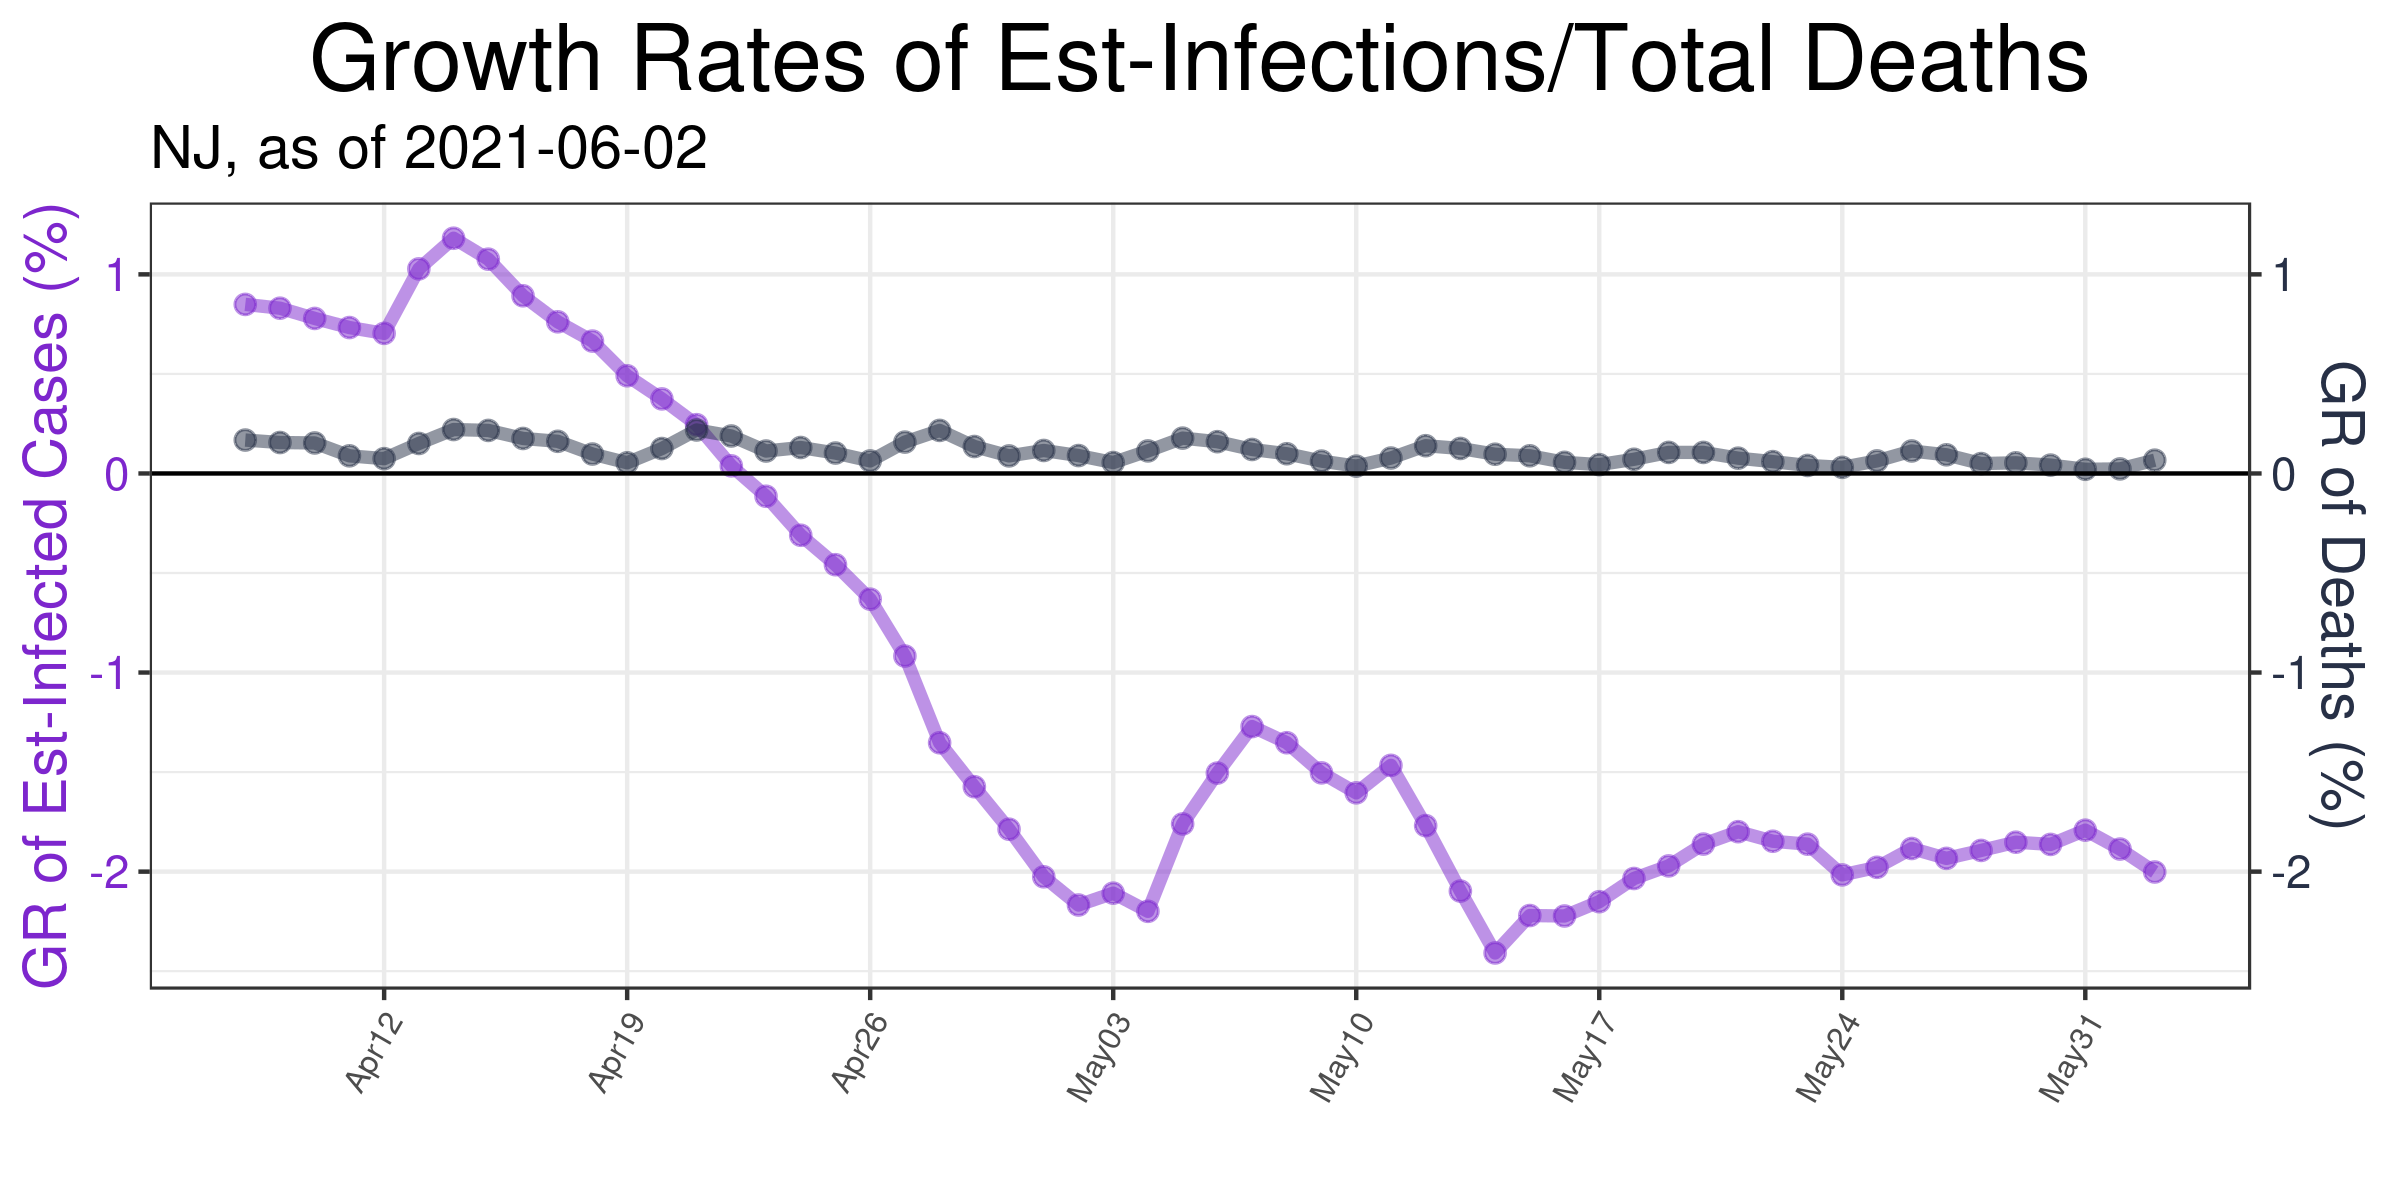 Growth Rates of Est-Infections/Total Deaths
NJ, as of 2021-06-02
GR of Est-Infected Cases (%)
1
0
-1
-2
1
0
-1
-2
GR of Deaths (%)
Apr12
Apr19
Apr26
May03
May10
May17
May24
May31